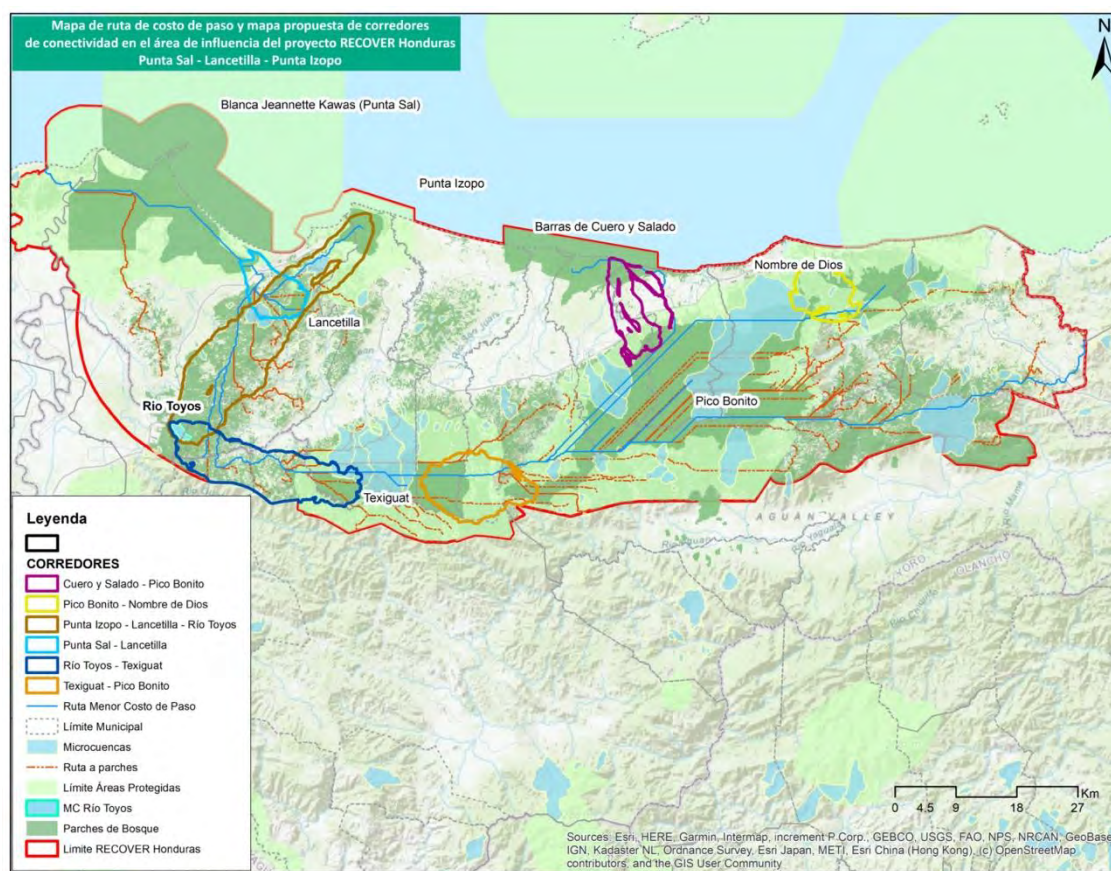 Mapa de ruta de costo de paso y mapa propuesta de corredores
de conectividad en el área de influencia del proyecto RECOVER Honduras
Punta Sal - Lancetilla - Punta Izopo
N
Blanca Jeannette Kawas (Punta Sal)
Punta Izopo
Barras de Cuero y Salado
Nombre de Dios
Lancetilla
Pico Bonito
Río Toyos
Texiguat
AGUÁN VALLEY
YORO
OLANCHO
Leyenda
CORREDORES
Cuero y Salado - Pico Bonito
Pico Bonito - Nombre de Dios
Punta Izopo - Lancetilla - Río Toyos
Punta Sal - Lancetilla
Río Toyos - Texiguat
Texiguat - Pico Bonito
Ruta Menor Costo de Paso
Límite Municipal
Microcuencas
Ruta a parches
Límite Áreas Protegidas
MC Río Toyos
Parches de Bosque
Limite RECOVER Honduras
Km
0 4.5 9 18 27
Sources: Esri, HERE, Garmin, Intermap, increment P Corp., GEBCO, USGS, FAO, NPS, NRCAN, GeoBase,
IGN, Kadaster NL, Ordnance Survey, Esri Japan, METI, Esri China (Hong Kong), (c) OpenStreetMap
contributors, and the GIS User Community